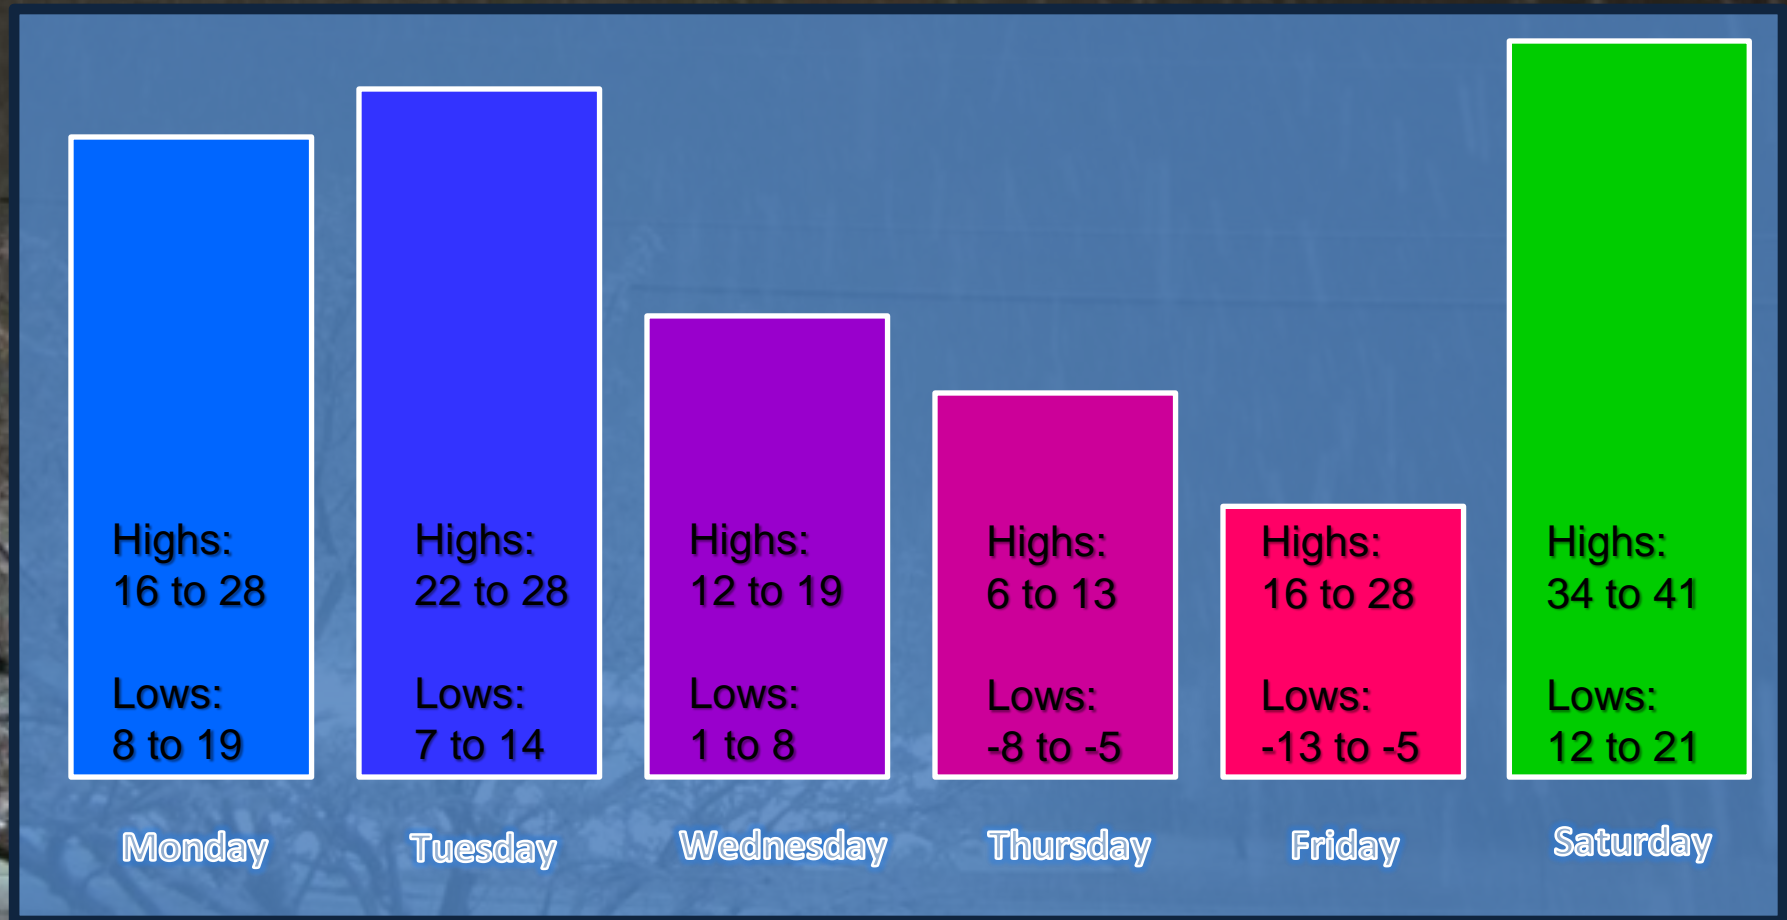 Highs:
16 to 28
Lows:
8 to 19
Monday
Highs:
22 to 28
Lows:
7 to 14
Tuesday
Highs:
12 to 19
Lows:
1 to 8
Wednesday
Highs:
6 to 13
Lows:
-8 to -5
Thursday
Highs:
16 to 28
Lows:
-13 to -5
Friday
Highs:
34 to 41
Lows:
12 to 21
Saturday